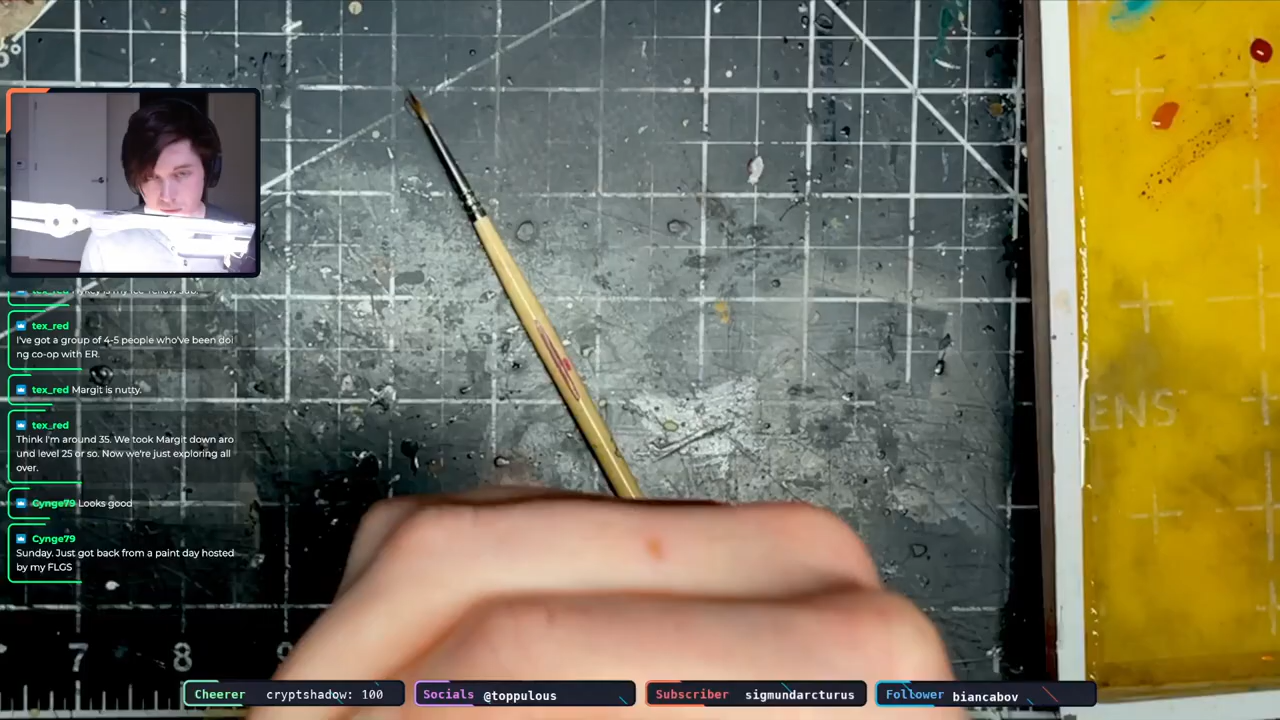 tex_red
I've got a group of 4-5 people who've been doi
ng co-op with ER.
tex_red Margit is nutty.
tex_red
Think I'm around 35. We took Margit down aro
und level 25 or so. Now we're just exploring all
over.
Cynge79 Looks good
Cynge79
Sunday. Just got back from a paint day hosted
by my FLGS
ENS
7 8
Cheerer cryptshadow: 100 Socials @toppulous Subscriber sigmundarcturus Follower biancabov